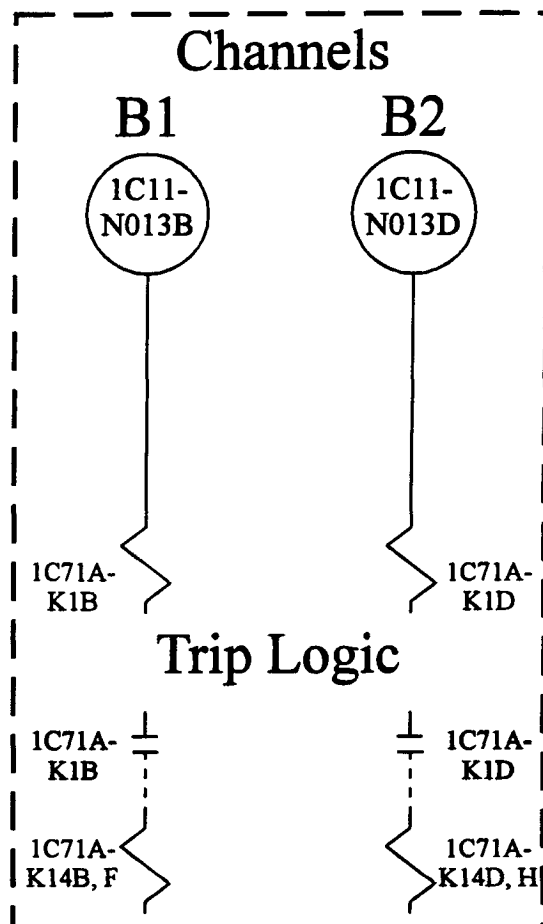 Channels
B1
B2
1C11-
N013B
1C11-
N013D
1C71A-
K1B
1C71A-
K1D
Trip Logic
1C71A-
K1B
1C71A-
K1D
1C71A-
K14B, F
1C71A-
K14D, H